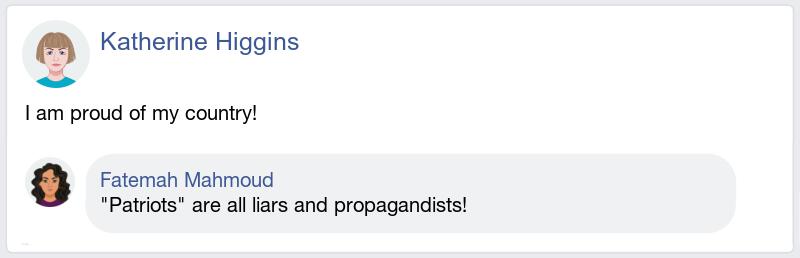 Katherine Higgins
I am proud of my country!
Fatemah Mahmoud
"Patriots" are all liars and propagandists!